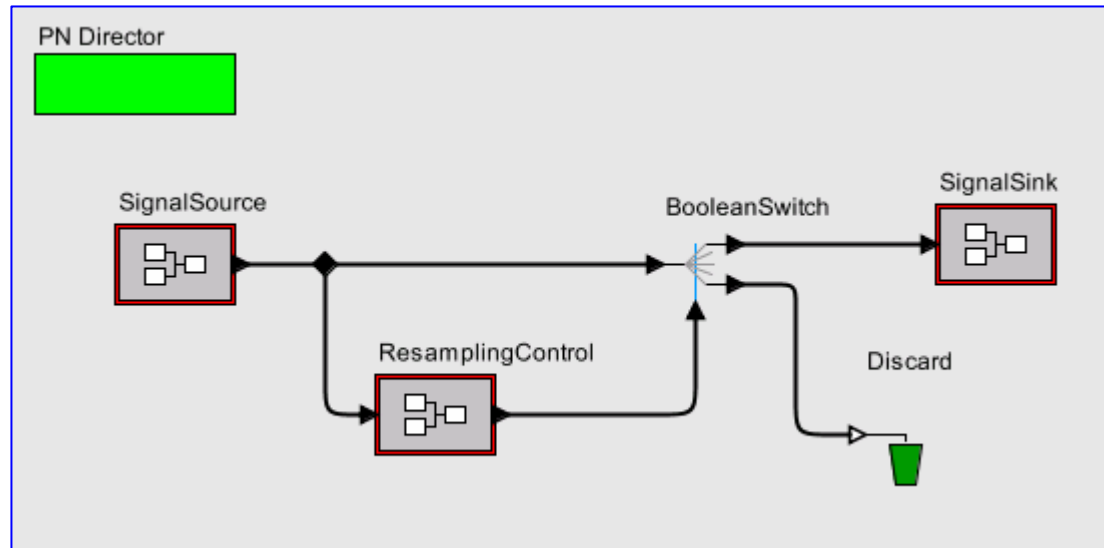 PN Director
SignalSource
BooleanSwitch
SignalSink
ResamplingControl
Discard